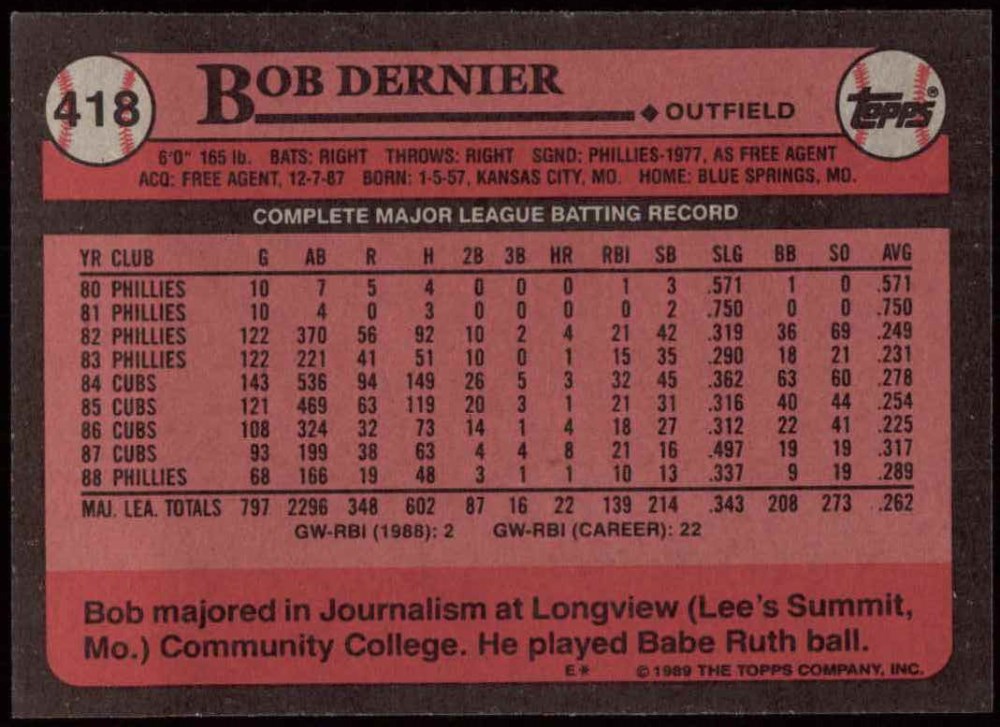 418 BOB DERNIER
◆ OUTFIELD
TOPPS®
6'0" 165 lb. BATS: RIGHT THROWS: RIGHT SGND: PHILLIES-1977, AS FREE AGENT
ACQ: FREE AGENT, 12-7-87 BORN: 1-5-57, KANSAS CITY, MO. HOME: BLUE SPRINGS, MO.
COMPLETE MAJOR LEAGUE BATTING RECORD
YR CLUB G AB R H 2B 3B HR RBI SB SLG BB SO AVG
80 PHILLIES 10 7 5 4 0 0 0 1 3 .571 1 0 .571
81 PHILLIES 10 4 0 3 0 0 0 0 2 .750 0 0 .750
82 PHILLIES 122 370 56 92 10 2 4 21 42 .319 36 69 .249
83 PHILLIES 122 221 41 51 10 0 1 15 35 .290 18 21 .231
84 CUBS 143 536 94 149 26 5 3 32 45 .362 63 60 .278
85 CUBS 121 469 63 119 20 3 1 21 31 .316 40 44 .254
86 CUBS 108 324 32 73 14 1 4 18 27 .312 22 41 .225
87 CUBS 93 199 38 63 4 4 8 21 16 .497 19 19 .317
88 PHILLIES 68 166 19 48 3 1 1 10 13 .337 9 19 .289
MAJ. LEA. TOTALS 797 2296 348 602 87 16 22 139 214 .343 208 273 .262
GW-RBI (1988): 2 GW-RBI (CAREER): 22
Bob majored in Journalism at Longview (Lee's Summit,
Mo.) Community College. He played Babe Ruth ball.
E* © 1989 THE TOPPS COMPANY, INC.